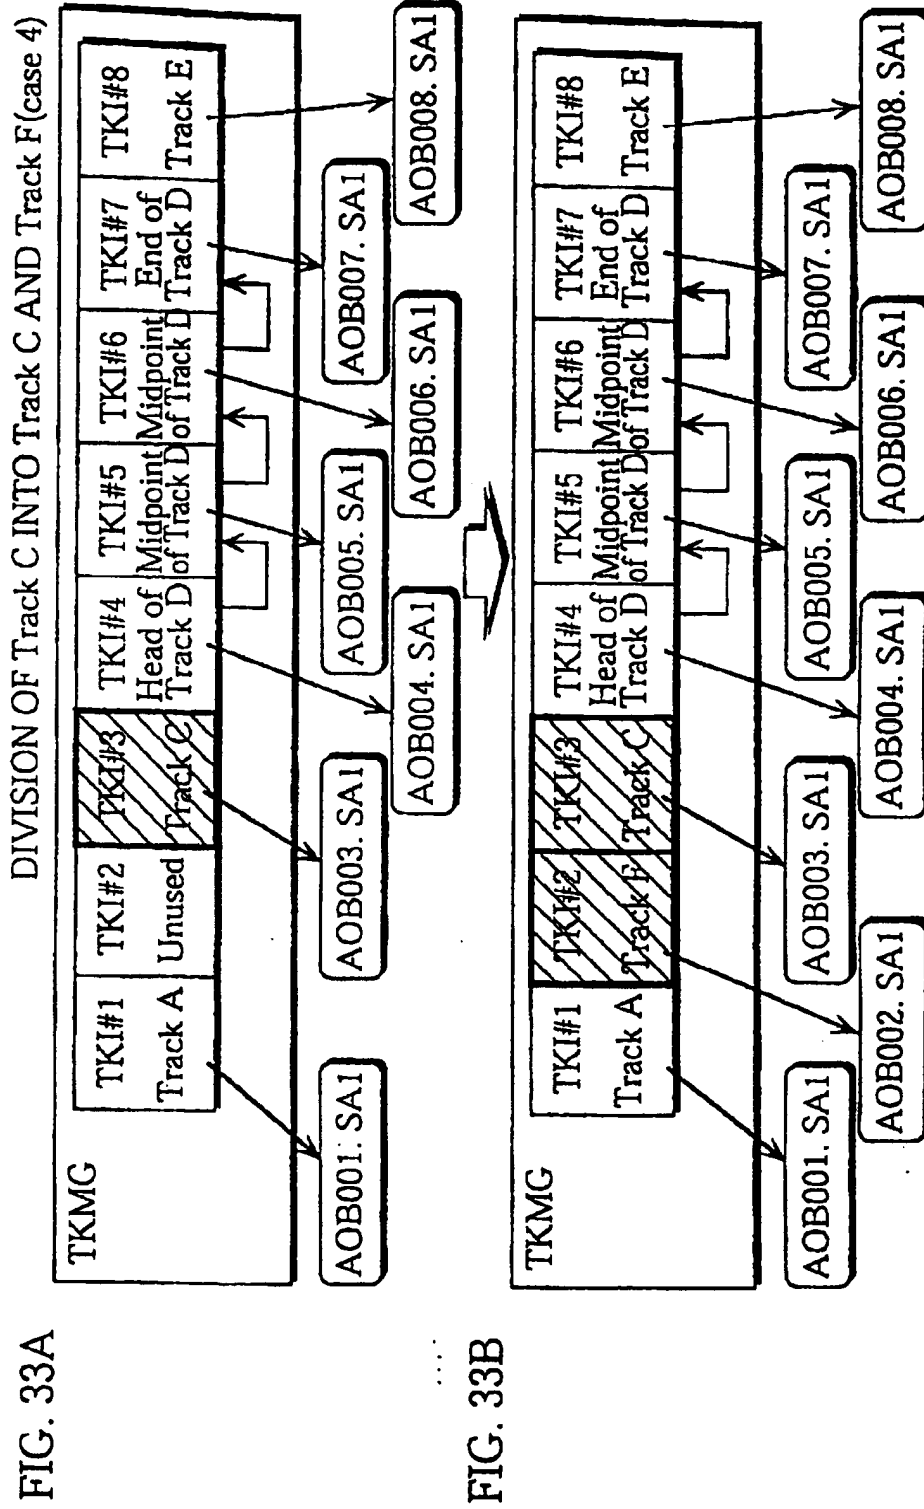 DIVISION OF Track C INTO Track C AND Track F(case 4)
FIG. 33A
TKMG
TKI#1
Track A
TKI#2
Unused
TKI#3
Track C
TKI#4
Head of
Track D
TKI#5
Midpoint
of Track D
TKI#6
Midpoint
of Track D
TKI#7
End of
Track D
TKI#8
Track E
AOB001. SA1
AOB003. SA1
AOB004. SA1
AOB005. SA1
AOB006. SA1
AOB007. SA1
AOB008. SA1
FIG. 33B
TKMG
TKI#1
Track A
TKI#2
Track F
TKI#3
Track C
TKI#4
Head of
Track D
TKI#5
Midpoint
of Track D
TKI#6
Midpoint
of Track D
TKI#7
End of
Track D
TKI#8
Track E
AOB001. SA1
AOB002. SA1
AOB003. SA1
AOB004. SA1
AOB005. SA1
AOB006. SA1
AOB007. SA1
AOB008. SA1